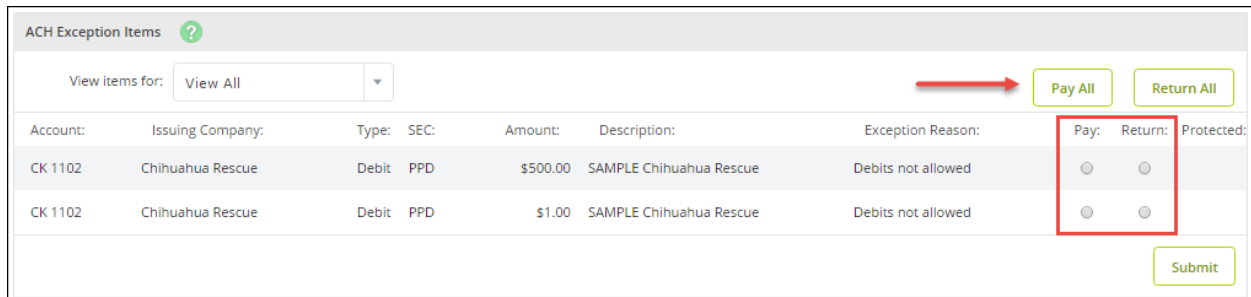 ACH Exception Items ?
View items for: View All Pay All Return All
Account: Issuing Company: Type: SEC: Amount: Description: Exception Reason: Pay: Return: Protected:
CK 1102 Chihuahua Rescue Debit PPD $500.00 SAMPLE Chihuahua Rescue Debits not allowed
CK 1102 Chihuahua Rescue Debit PPD $1.00 SAMPLE Chihuahua Rescue Debits not allowed
Submit